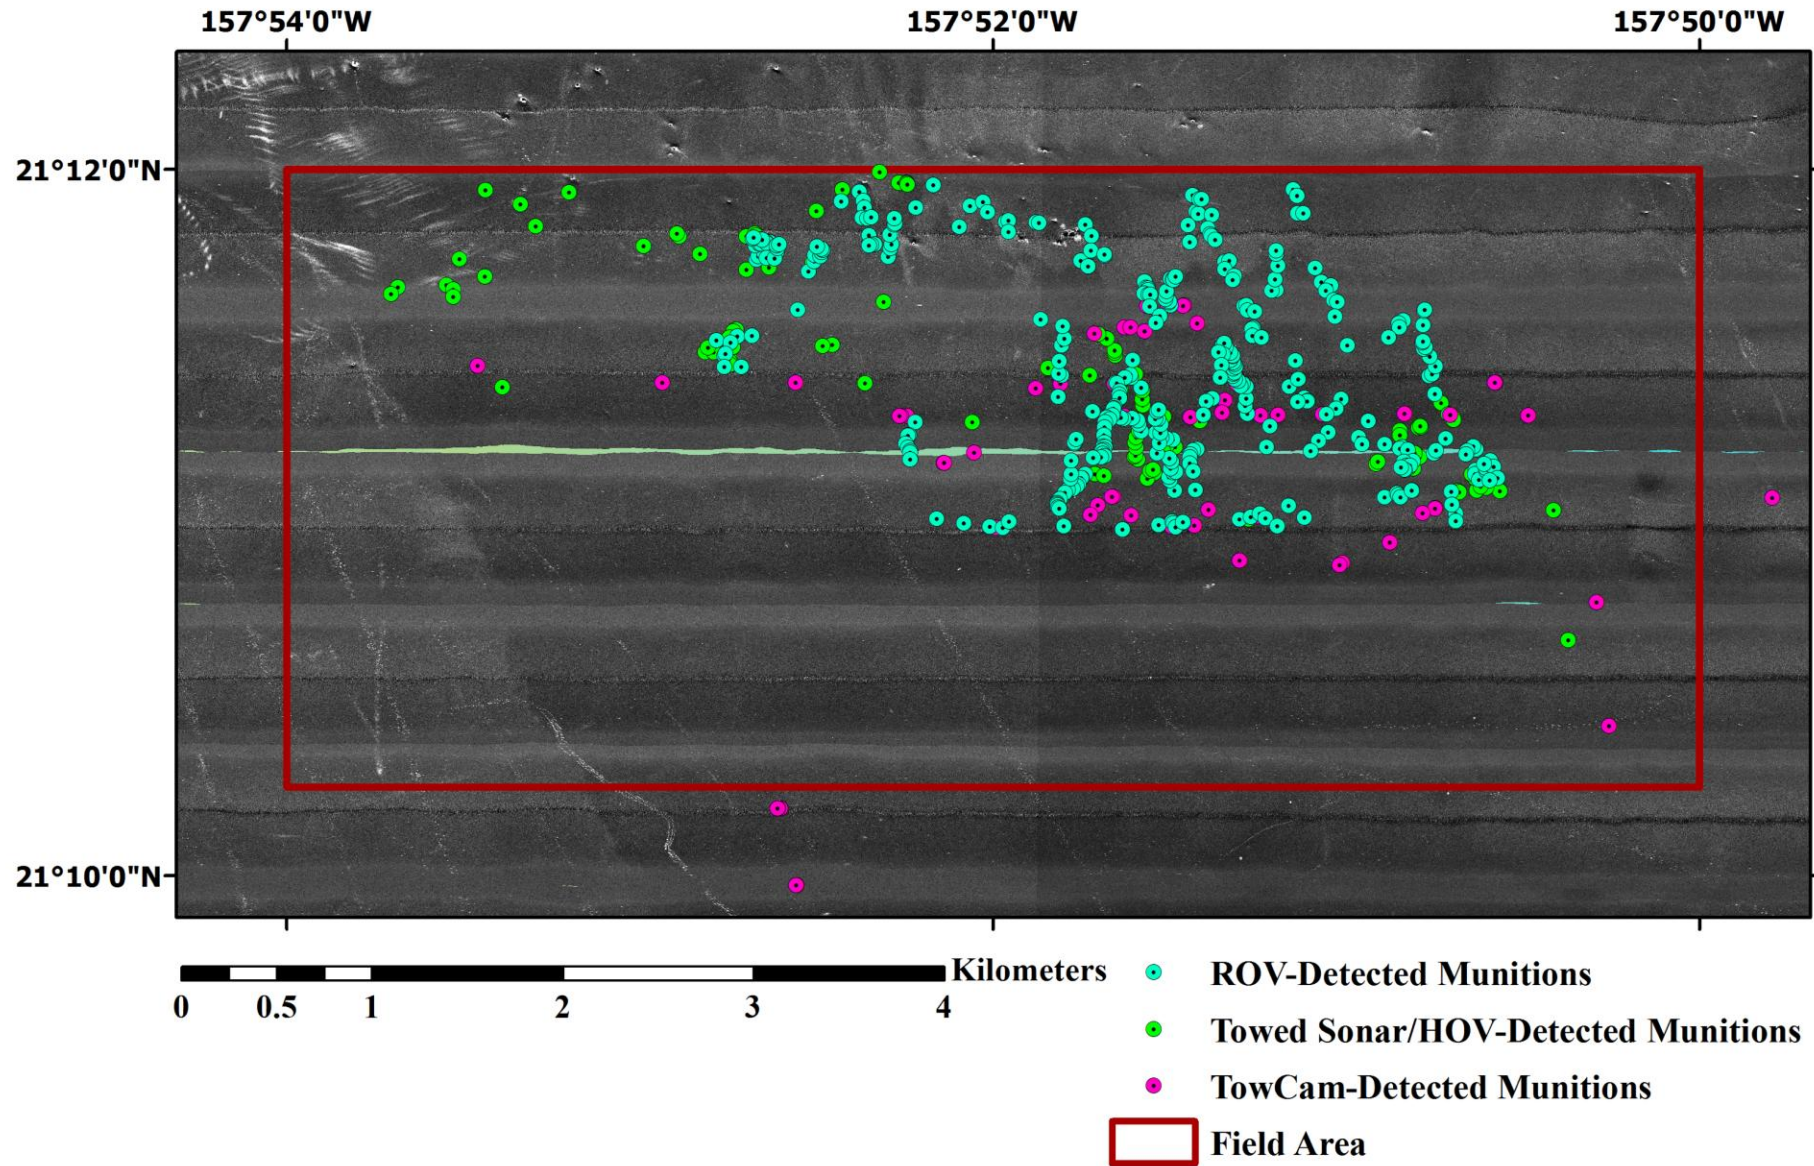 157°54'0"W 157°52'0"W 157°50'0"W
21°12'0"N
21°10'0"N
Kilometers
0 0.5 1 2 3 4
ROV-Detected Munitions
Towed Sonar/HOV-Detected Munitions
TowCam-Detected Munitions
Field Area